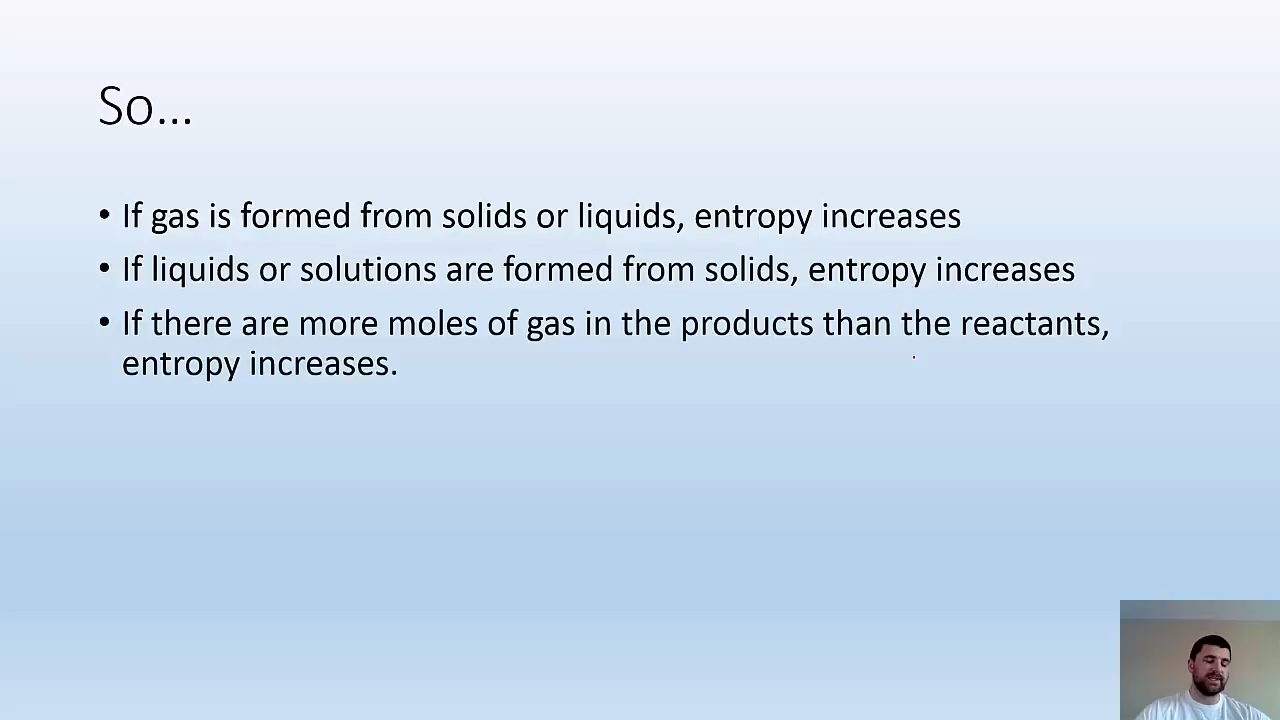 So...
• If gas is formed from solids or liquids, entropy increases
• If liquids or solutions are formed from solids, entropy increases
• If there are more moles of gas in the products than the reactants,
entropy increases.